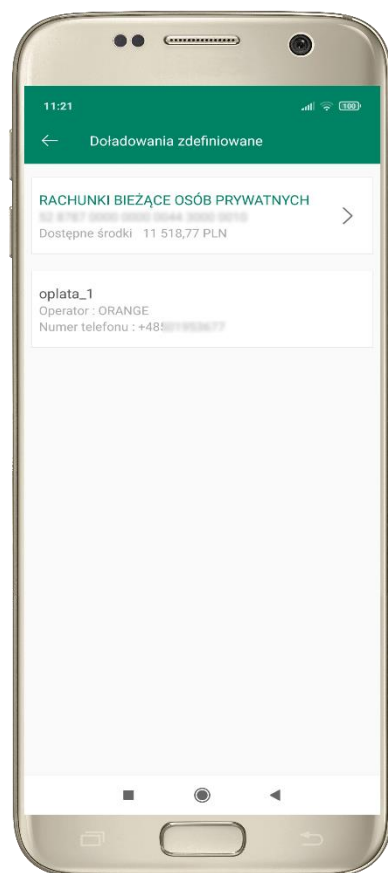 11:21
100
Doładowania zdefiniowane
RACHUNKI BIEŻĄCE OSÓB PRYWATNYCH
Dostępne środki 11 518,77 PLN
oplata_1
Operator : ORANGE
Numer telefonu : +48